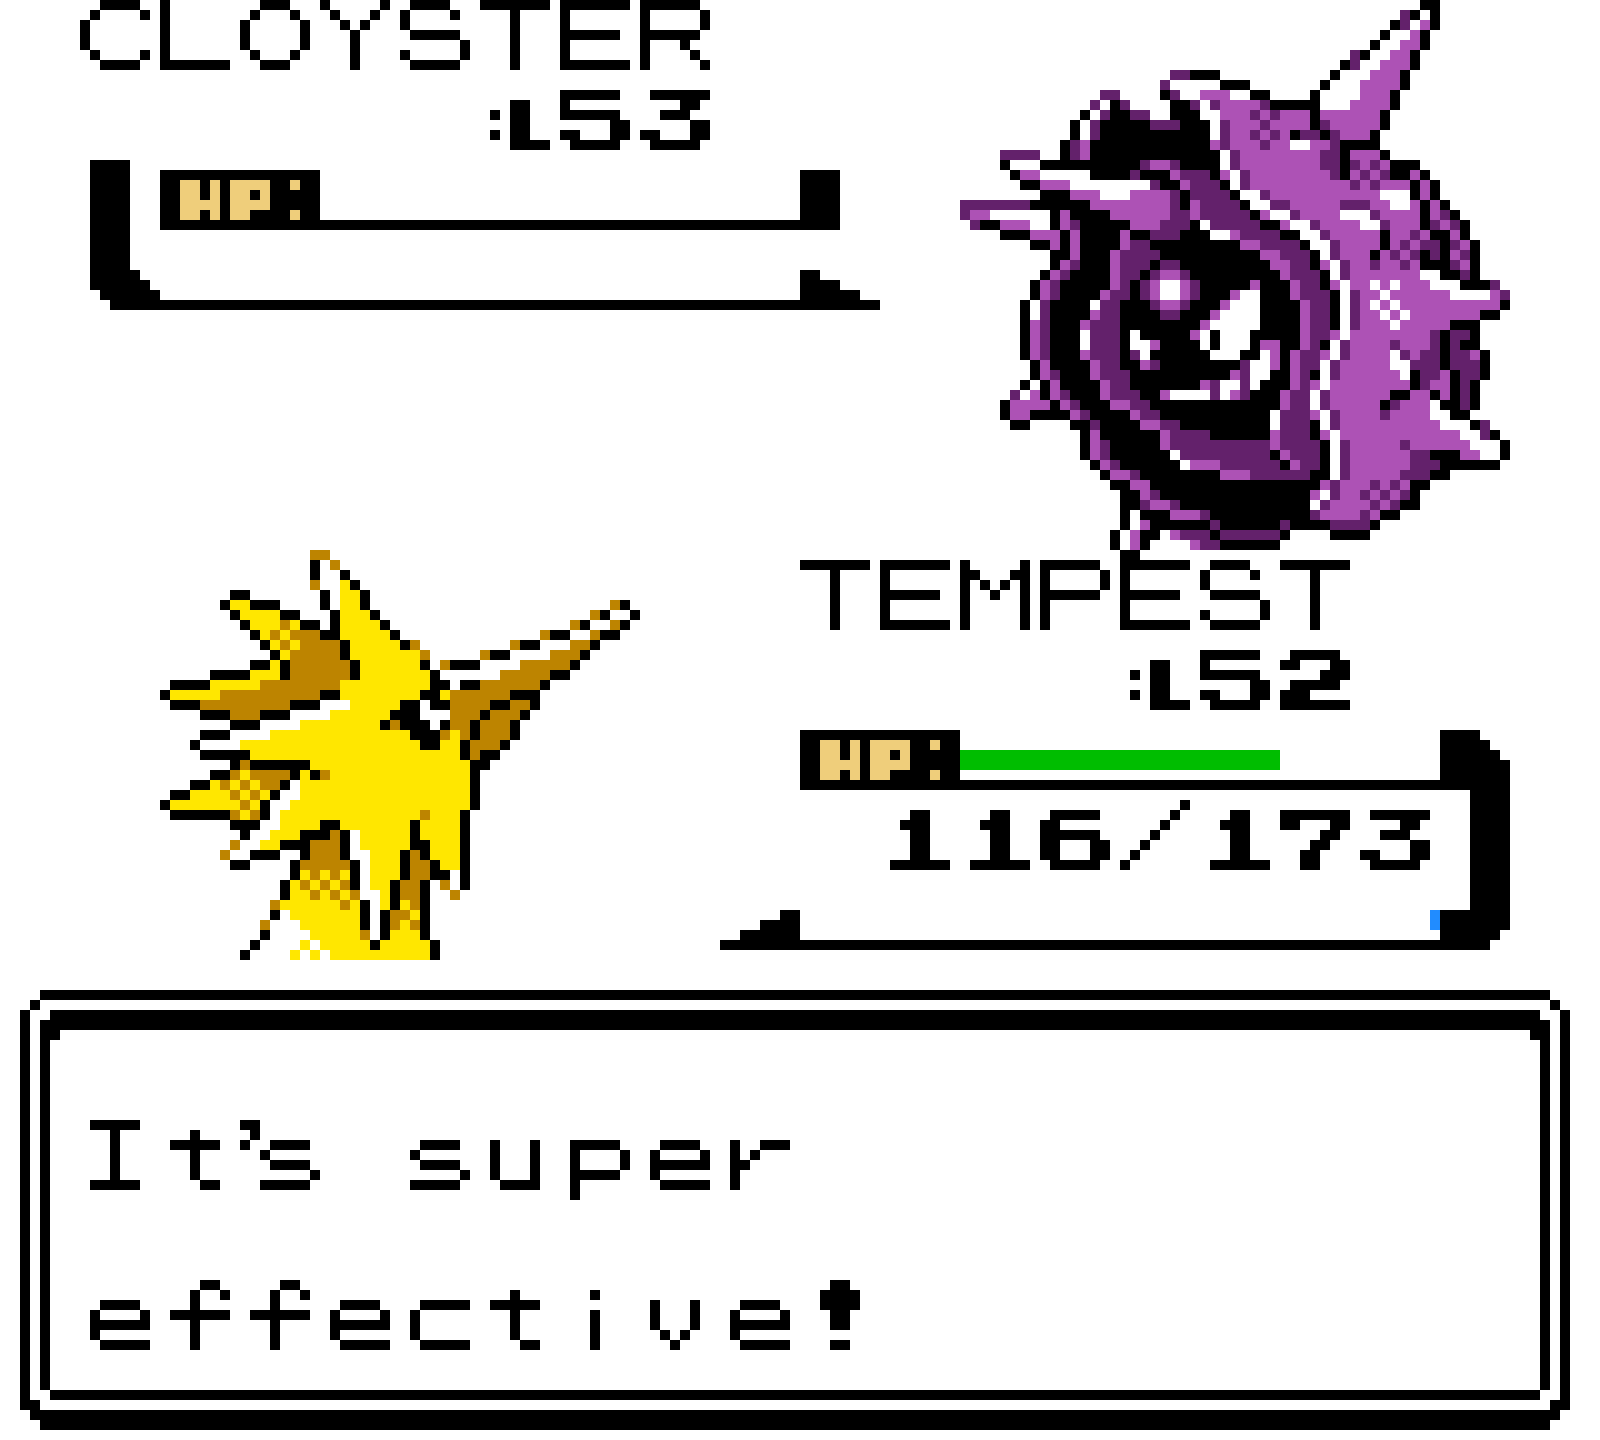 CLOYSTER
:L53
HP:
TEMPEST
:L52
HP:
116/173
It's super
effective!